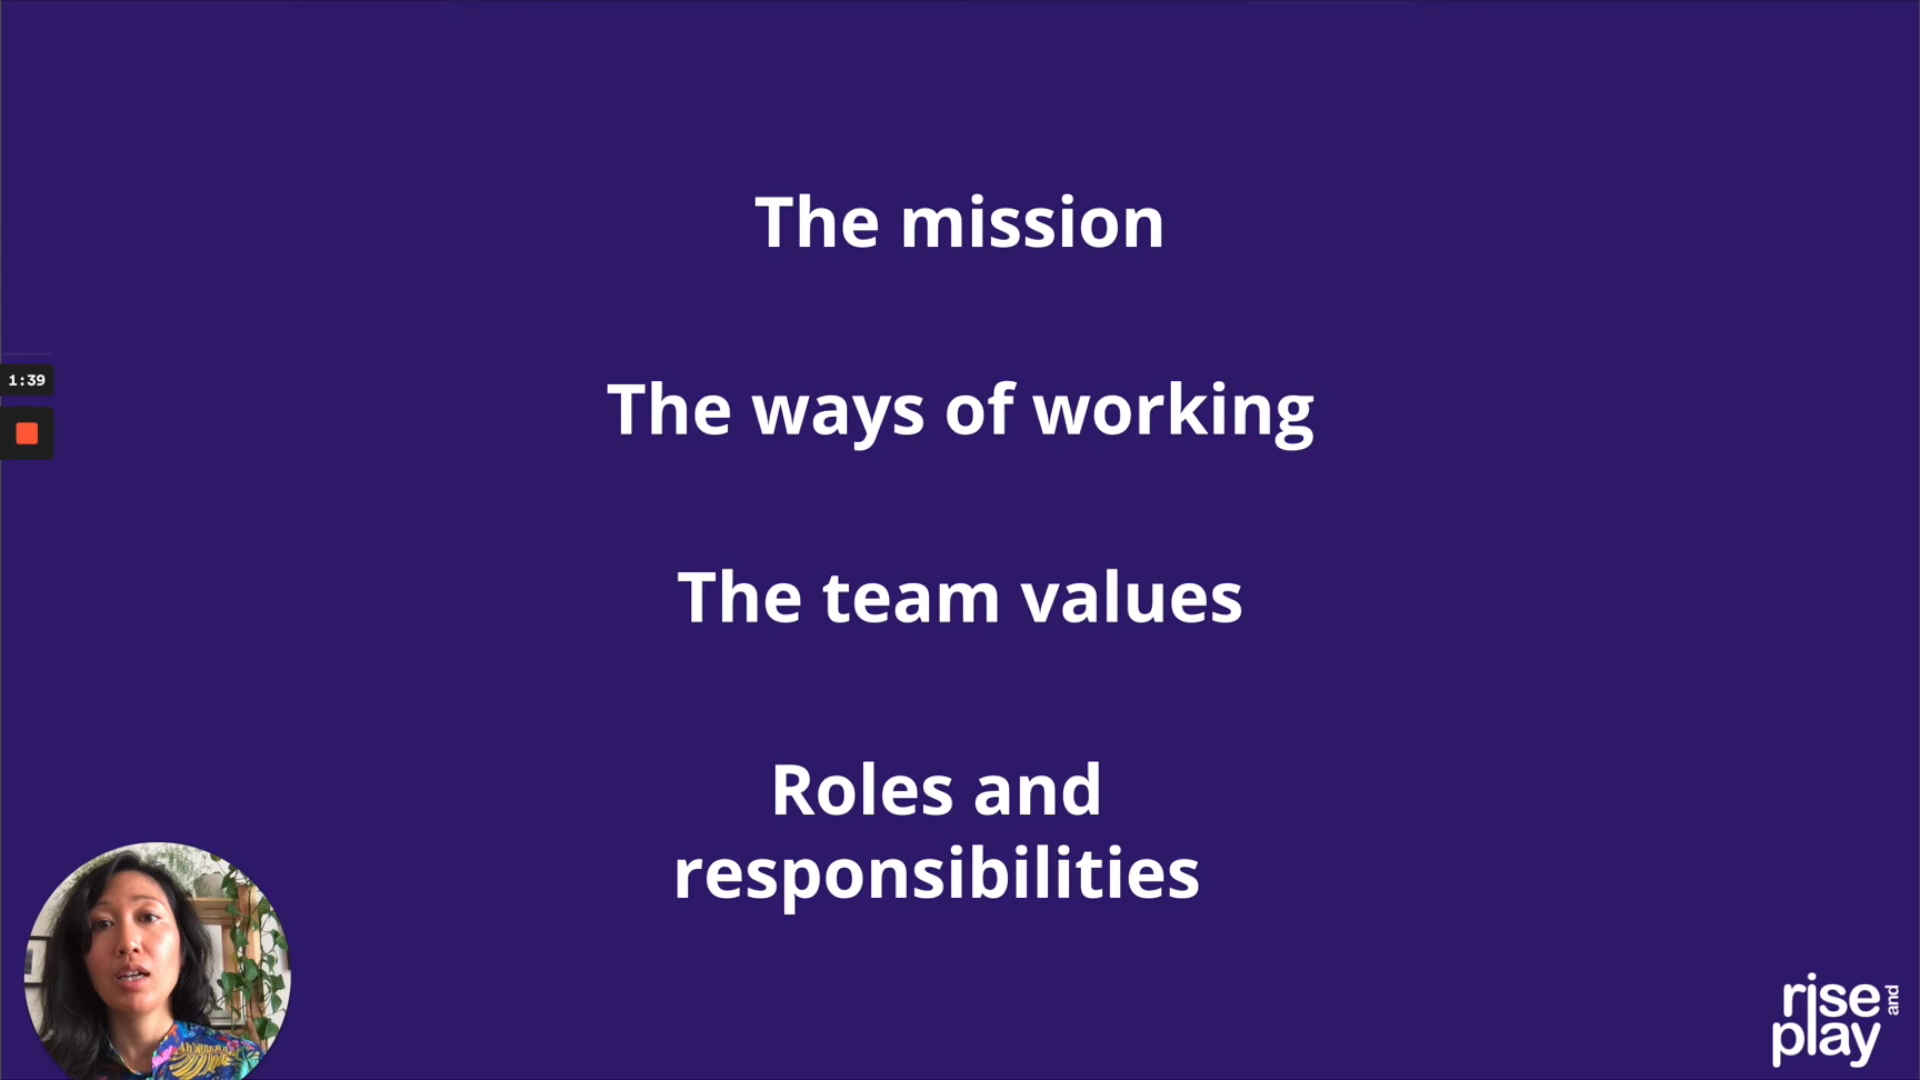 The mission
The ways of working
1:39
The team values
Roles and
responsibilities
rise and
play